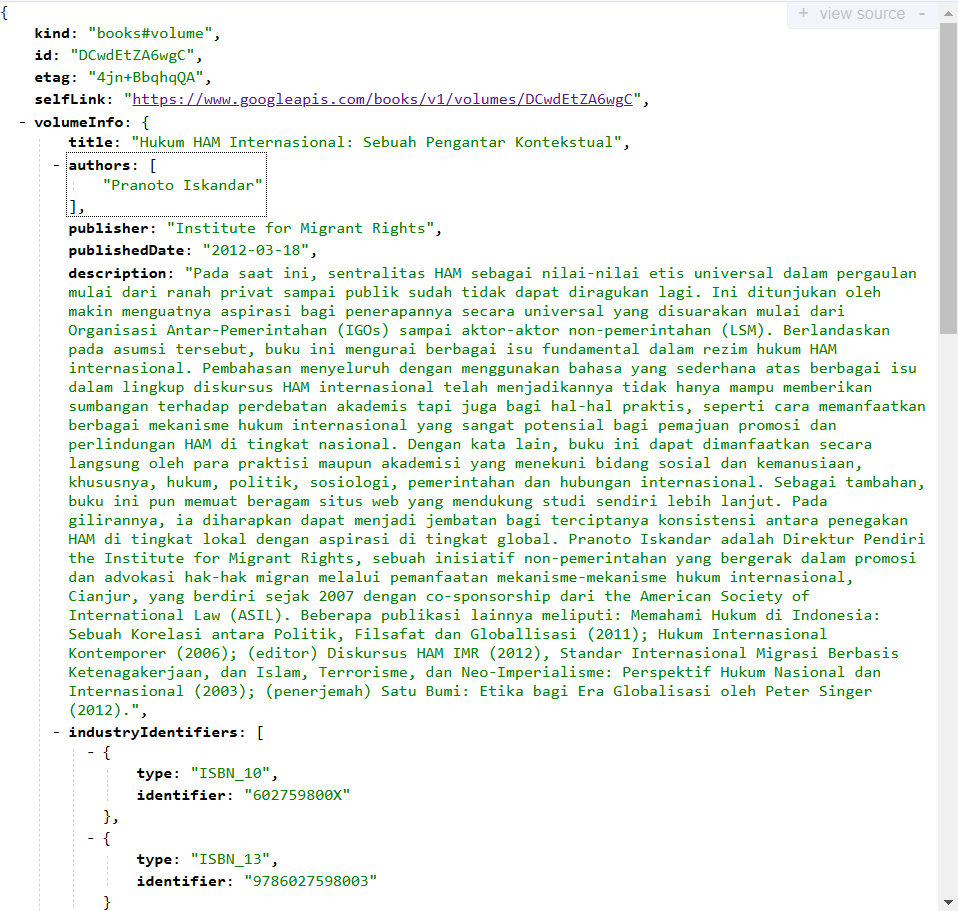 + view source -
{
kind: "books#volume",
id: "DCwdEtZA6wgC",
etag: "4jn+BbqhqQA",
selfLink: "https://www.googleapis.com/books/v1/volumes/DCwdEtZA6wgC",
- volumeInfo: {
title: "Hukum HAM Internasional: Sebuah Pengantar Kontekstual",
- authors: [
"Pranoto Iskandar"
],
publisher: "Institute for Migrant Rights",
publishedDate: "2012-03-18",
description: "Pada saat ini, sentralitas HAM sebagai nilai-nilai etis universal dalam pergaulan
mulai dari ranah privat sampai publik sudah tidak dapat diragukan lagi. Ini ditunjukan oleh
makin menguatnya aspirasi bagi penerapannya secara universal yang disuarakan mulai dari
Organisasi Antar-Pemerintahan (IGOs) sampai aktor-aktor non-pemerintahan (LSM). Berlandaskan
pada asumsi tersebut, buku ini mengurai berbagai isu fundamental dalam rezim hukum HAM
internasional. Pembahasan menyeluruh dengan menggunakan bahasa yang sederhana atas berbagai isu
dalam lingkup diskursus HAM internasional telah menjadikannya tidak hanya mampu memberikan
sumbangan terhadap perdebatan akademis tapi juga bagi hal-hal praktis, seperti cara memanfaatkan
berbagai mekanisme hukum internasional yang sangat potensial bagi pemajuan promosi dan
perlindungan HAM di tingkat nasional. Dengan kata lain, buku ini dapat dimanfaatkan secara
langsung oleh para praktisi maupun akademisi yang menekuni bidang sosial dan kemanusiaan,
khususnya, hukum, politik, sosiologi, pemerintahan dan hubungan internasional. Sebagai tambahan,
buku ini pun memuat beragam situs web yang mendukung studi sendiri lebih lanjut. Pada
gilirannya, ia diharapkan dapat menjadi jembatan bagi terciptanya konsistensi antara penegakan
HAM di tingkat lokal dengan aspirasi di tingkat global. Pranoto Iskandar adalah Direktur Pendiri
the Institute for Migrant Rights, sebuah inisiatif non-pemerintahan yang bergerak dalam promosi
dan advokasi hak-hak migran melalui pemanfaatan mekanisme-mekanisme hukum internasional,
Cianjur, yang berdiri sejak 2007 dengan co-sponsorship dari the American Society of
International Law (ASIL). Beberapa publikasi lainnya meliputi: Memahami Hukum di Indonesia:
Sebuah Korelasi antara Politik, Filsafat dan Globallisasi (2011); Hukum Internasional
Kontemporer (2006); (editor) Diskursus HAM IMR (2012), Standar Internasional Migrasi Berbasis
Ketenagakerjaan, dan Islam, Terrorisme, dan Neo-Imperialisme: Perspektif Hukum Nasional dan
Internasional (2003); (penerjemah) Satu Bumi: Etika bagi Era Globalisasi oleh Peter Singer
(2012).",
- industryIdentifiers: [
- {
type: "ISBN_10",
identifier: "602759800X"
},
- {
type: "ISBN_13",
identifier: "9786027598003"
}